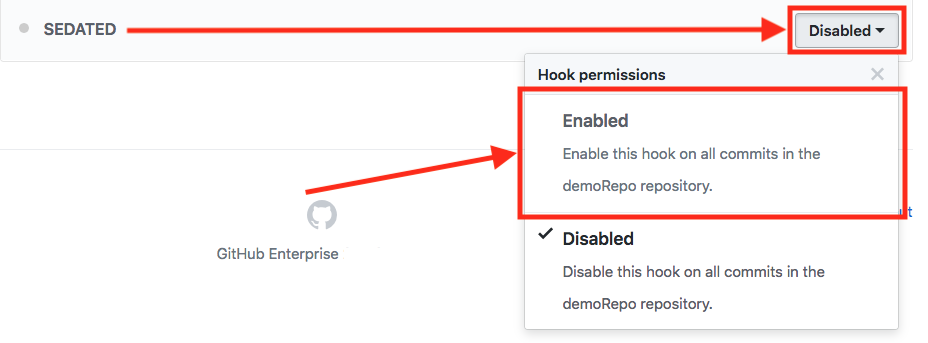 SEDATED
Disabled
Hook permissions
Enabled
Enable this hook on all commits in the
demoRepo repository.
Disabled
Disable this hook on all commits in the
demoRepo repository.
GitHub Enterprise